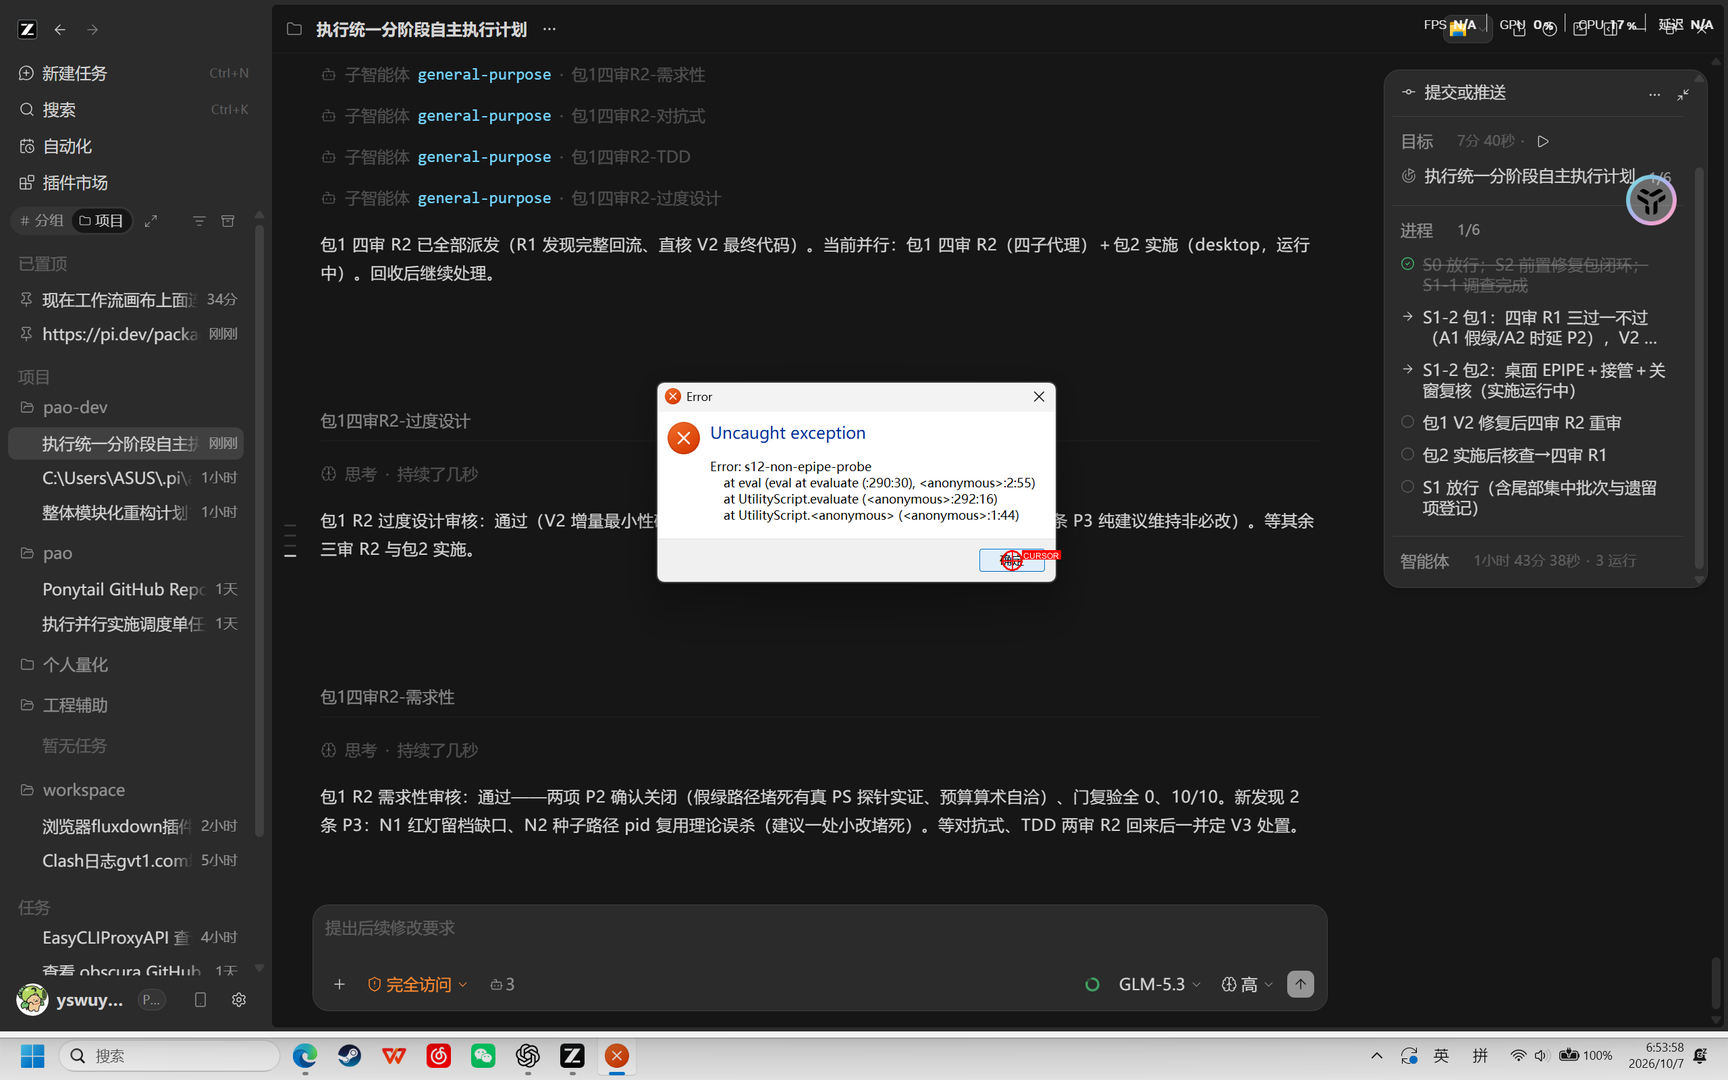 执行统一分阶段自主执行计划 ···
FPS N/A GPU 0% CPU 17% 延迟 N/A
新建任务 Ctrl+N
搜索 Ctrl+K
自动化
插件市场
# 分组 项目
已置顶
现在工作流画布上面 34分
https://pi.dev/packa 刚刚
项目
pao-dev
执行统一分阶段自主执 刚刚
C:\Users\ASUS\.pi\ 1小时
整体模块化重构计划 1小时
pao
Ponytail GitHub Repo 1天
执行并行实施调度单任 1天
个人量化
工程辅助
暂无任务
workspace
浏览器fluxdown插件 2小时
Clash日志gvt1.com 5小时
任务
EasyCLIProxyAPI 查 4小时
查看 obscura GitHub 1天
yswuy... P...
子智能体 general-purpose · 包1四审R2-需求性
子智能体 general-purpose · 包1四审R2-对抗式
子智能体 general-purpose · 包1四审R2-TDD
子智能体 general-purpose · 包1四审R2-过度设计
包1 四审 R2 已全部派发（R1 发现完整回流、直核 V2 最终代码）。当前并行：包1 四审 R2（四子代理）+包2 实施（desktop，运行
中）。回收后继续处理。
包1四审R2-过度设计
思考 · 持续了几秒
包1 R2 过度设计审核：通过（V2 增量最小性 条 P3 纯建议维持非必改）。等其余
三审 R2 与包2 实施。
Error
Uncaught exception
Error: s12-non-epipe-probe
at eval (eval at evaluate (:290:30), <anonymous>:2:55)
at UtilityScript.evaluate (<anonymous>:292:16)
at UtilityScript.<anonymous> (<anonymous>:1:44)
确定 CURSOR
包1四审R2-需求性
思考 · 持续了几秒
包1 R2 需求性审核：通过——两项 P2 确认关闭（假绿路径堵死有真 PS 探针实证、预算算术自洽）、门复验全 0、10/10。新发现 2
条 P3：N1 红灯留档缺口、N2 种子路径 pid 复用理论误杀（建议一处小改堵死）。等对抗式、TDD 两审 R2 回来后一并定 V3 处置。
提出后续修改要求
+ 完全访问 3 GLM-5.3 高
提交或推送 ···
目标 7分 40秒 ·
执行统一分阶段自主执行计划 1/6
进程 1/6
S0 放行；S2 前置修复包闭环；
S1-1 调查完成
S1-2 包1：四审 R1 三过一不过
（A1 假绿/A2 时延 P2），V2 ...
S1-2 包2：桌面 EPIPE+接管+关
窗复核（实施运行中）
包1 V2 修复后四审 R2 重审
包2 实施后核查→四审 R1
S1 放行（含尾部集中批次与遗留
项登记）
智能体 1小时 43分 38秒 · 3 运行
搜索
英 拼 100% 6:53:58
2026/10/7